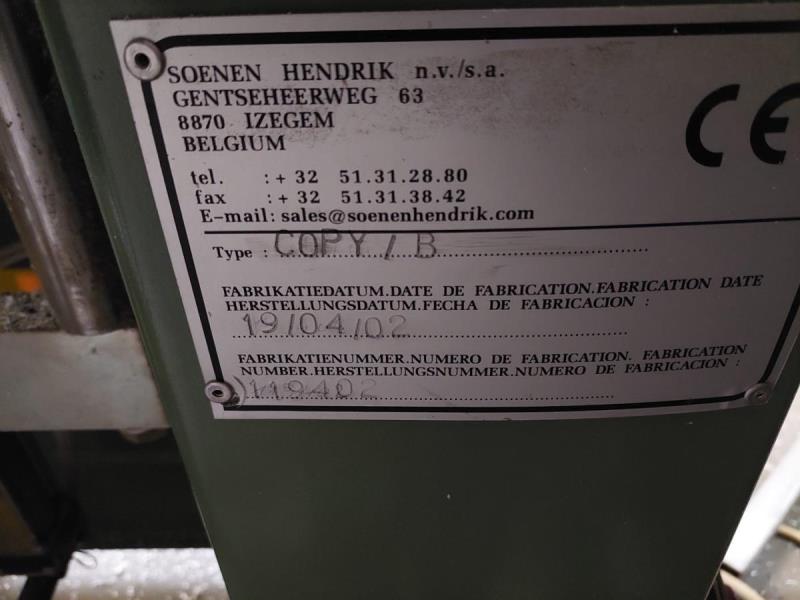 SOENEN HENDRIK n.v./s.a.
GENTSEHEERWEG 63
8870 IZEGEM
BELGIUM
CE
tel. : + 32 51.31.28.80
fax : + 32 51.31.38.42
E-mail: sales@soenenhendrik.com
Type : COPY / B
FABRIKATIEDATUM.DATE DE FABRICATION.FABRICATION DATE
HERSTELLUNGSDATUM.FECHA DE FABRICACION :
19/04/02
FABRIKATIENUMMER.NUMERO DE FABRICATION. FABRICATION
NUMBER.HERSTELLUNGSNUMMER.NUMERO DE FABRICACION :
119402